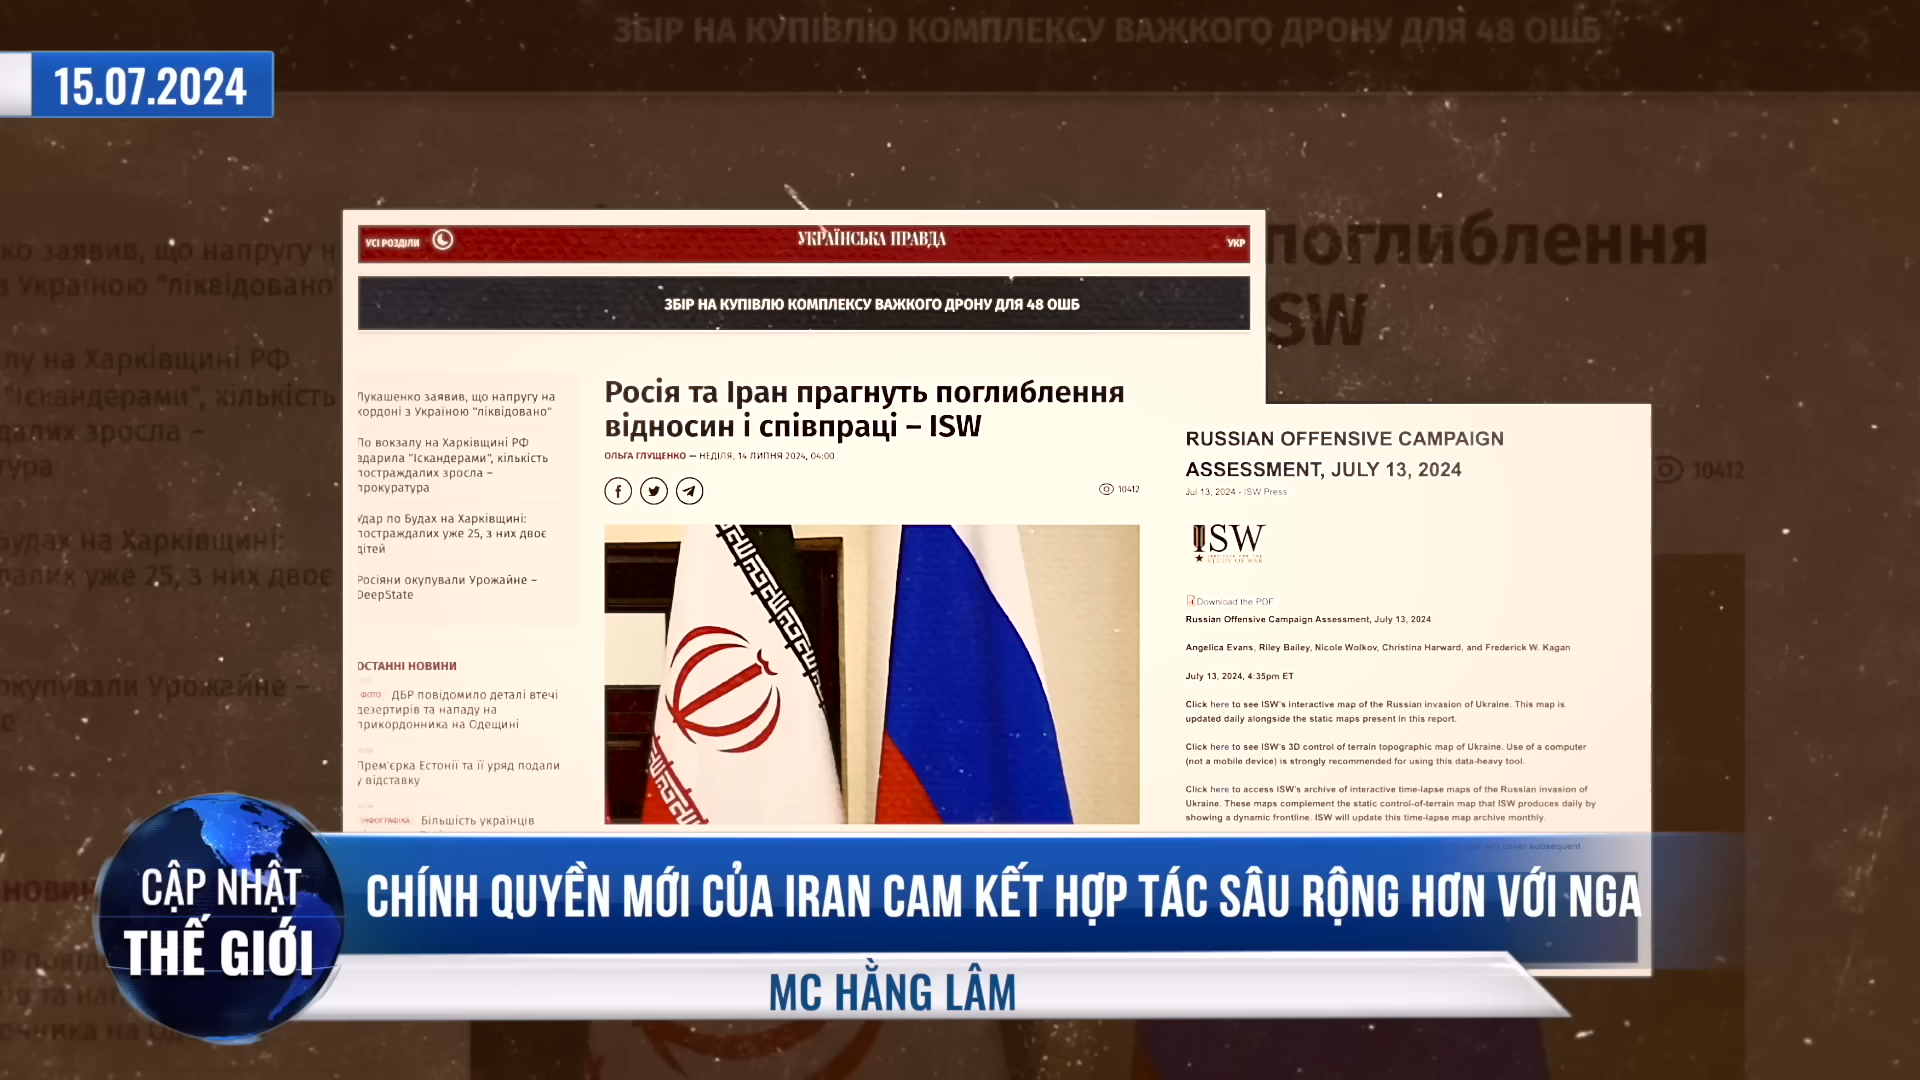 ЗБІР НА КУПІВЛЮ КОМПЛЕКСУ ВАЖКОГО ДРОНУ ДЛЯ 48 ОШБ
15.07.2024
УСІ РОЗДІЛИ
УКРАЇНСЬКА ПРАВДА
УКР
ЗБІР НА КУПІВЛЮ КОМПЛЕКСУ ВАЖКОГО ДРОНУ ДЛЯ 48 ОШБ
Лукашенко заявив, що напругу на
кордоні з Україною "ліквідовано"
По вокзалу на Харківщині РФ
вдарила "Іскандерами", кількість
постраждалих зросла –
прокуратура
Удар по Будах на Харківщині:
постраждалих уже 25, з них двоє
дітей
Росіяни окупували Урожайне –
DeepState
ОСТАННІ НОВИНИ
ФОТО ДБР повідомило деталі втечі
дезертирів та нападу на
прикордонника на Одещині
Прем'єрка Естонії та її уряд подали
у відставку
ІНФОГРАФІКА Більшість українців
Росія та Іран прагнуть поглиблення
відносин і співпраці – ISW
ОЛЬГА ГЛУЩЕНКО — НЕДІЛЯ, 14 ЛИПНЯ 2024, 04:00
10412
RUSSIAN OFFENSIVE CAMPAIGN
ASSESSMENT, JULY 13, 2024
Jul 13, 2024 - ISW Press
ISW
INSTITUTE FOR THE
STUDY OF WAR
Download the PDF
Russian Offensive Campaign Assessment, July 13, 2024
Angelica Evans, Riley Bailey, Nicole Wolkov, Christina Harward, and Frederick W. Kagan
July 13, 2024, 4:35pm ET
Click here to see ISW's interactive map of the Russian invasion of Ukraine. This map is
updated daily alongside the static maps present in this report.
Click here to see ISW's 3D control of terrain topographic map of Ukraine. Use of a computer
(not a mobile device) is strongly recommended for using this data-heavy tool.
Click here to access ISW's archive of interactive time-lapse maps of the Russian invasion of
Ukraine. These maps complement the static control-of-terrain map that ISW produces daily by
showing a dynamic frontline. ISW will update this time-lapse map archive monthly.
will cover subsequent
поглиблення
ISW
10412
CẬP NHẬT
THẾ GIỚI
CHÍNH QUYỀN MỚI CỦA IRAN CAM KẾT HỢP TÁC SÂU RỘNG HƠN VỚI NGA
MC HẰNG LÂM